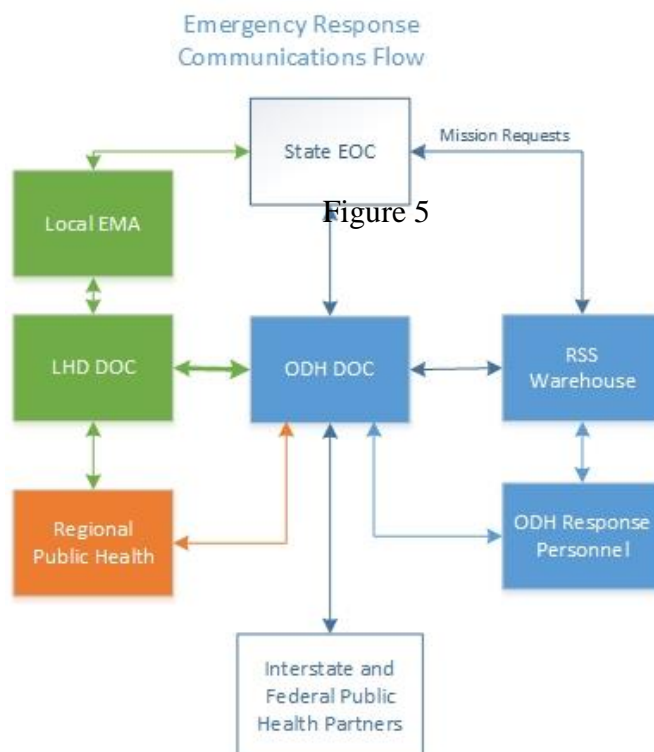 Emergency Response
Communications Flow
State EOC
Mission Requests
Figure 5
Local EMA
LHD DOC
ODH DOC
RSS
Warehouse
Regional
Public Health
ODH Response
Personnel
Interstate and
Federal Public
Health Partners